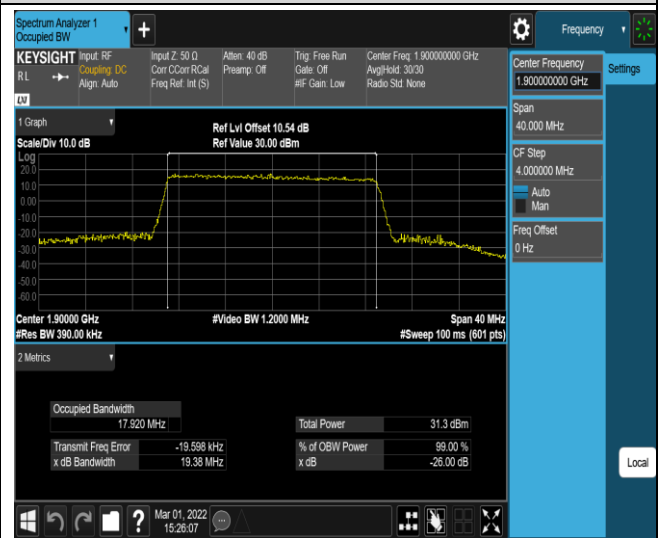 Spectrum Analyzer 1
Occupied BW
Frequency
KEYSIGHT
R L
LXI
Input: RF
Coupling: DC
Align: Auto
Input Z: 50 Ω
Corr CCorr RCal
Freq Ref: Int (S)
Atten: 40 dB
Preamp: Off
Trig: Free Run
Gate: Off
#IF Gain: Low
Center Freq: 1.900000000 GHz
Avg|Hold: 30/30
Radio Std: None
Center Frequency
1.900000000 GHz
Settings
Span
40.000 MHz
CF Step
4.000000 MHz
Auto
Man
Freq Offset
0 Hz
1 Graph
Scale/Div 10.0 dB
Ref Lvl Offset 10.54 dB
Ref Value 30.00 dBm
Log
20.0
10.0
0.00
-10.0
-20.0
-30.0
-40.0
-50.0
-60.0
Center 1.90000 GHz
#Res BW 390.00 kHz
#Video BW 1.2000 MHz
Span 40 MHz
#Sweep 100 ms (601 pts)
2 Metrics
Occupied Bandwidth
17.920 MHz
Total Power 31.3 dBm
Transmit Freq Error -19.598 kHz
% of OBW Power 99.00 %
x dB Bandwidth 19.38 MHz
x dB -26.00 dB
Local
?
Mar 01, 2022
15:26:07